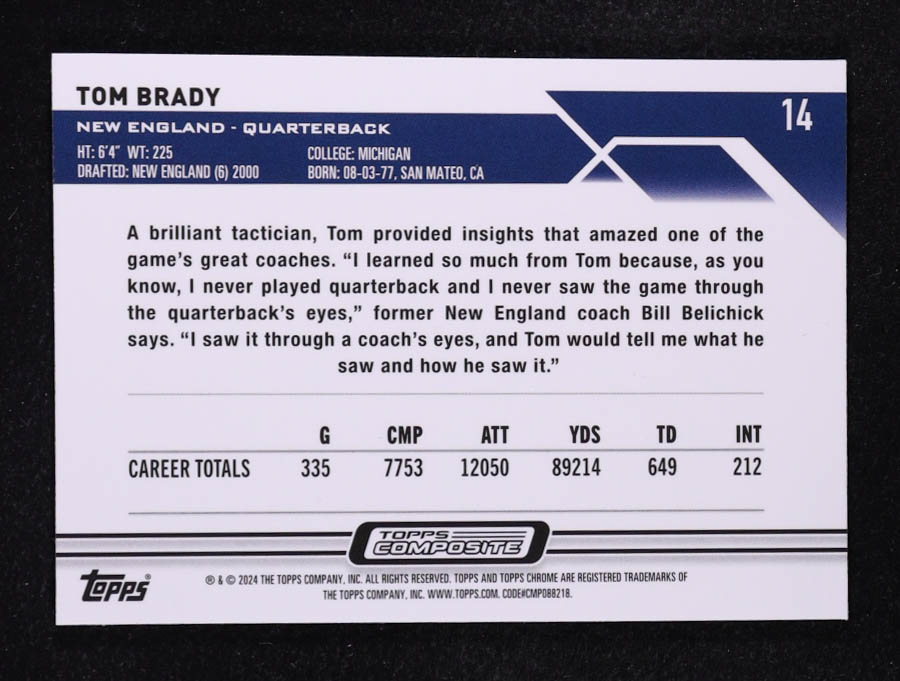 TOM BRADY
14
NEW ENGLAND - QUARTERBACK
HT: 6'4" WT: 225
COLLEGE: MICHIGAN
DRAFTED: NEW ENGLAND (6) 2000
BORN: 08-03-77, SAN MATEO, CA
A brilliant tactician, Tom provided insights that amazed one of the
game's great coaches. "I learned so much from Tom because, as you
know, I never played quarterback and I never saw the game through
the quarterback's eyes," former New England coach Bill Belichick
says. "I saw it through a coach's eyes, and Tom would tell me what he
saw and how he saw it."
G CMP ATT YDS TD INT
CAREER TOTALS 335 7753 12050 89214 649 212
TOPPS
COMPOSITE
Topps®
® & © 2024 THE TOPPS COMPANY, INC. ALL RIGHTS RESERVED. TOPPS AND TOPPS CHROME ARE REGISTERED TRADEMARKS OF
THE TOPPS COMPANY, INC. WWW.TOPPS.COM. CODE#CMP088218.